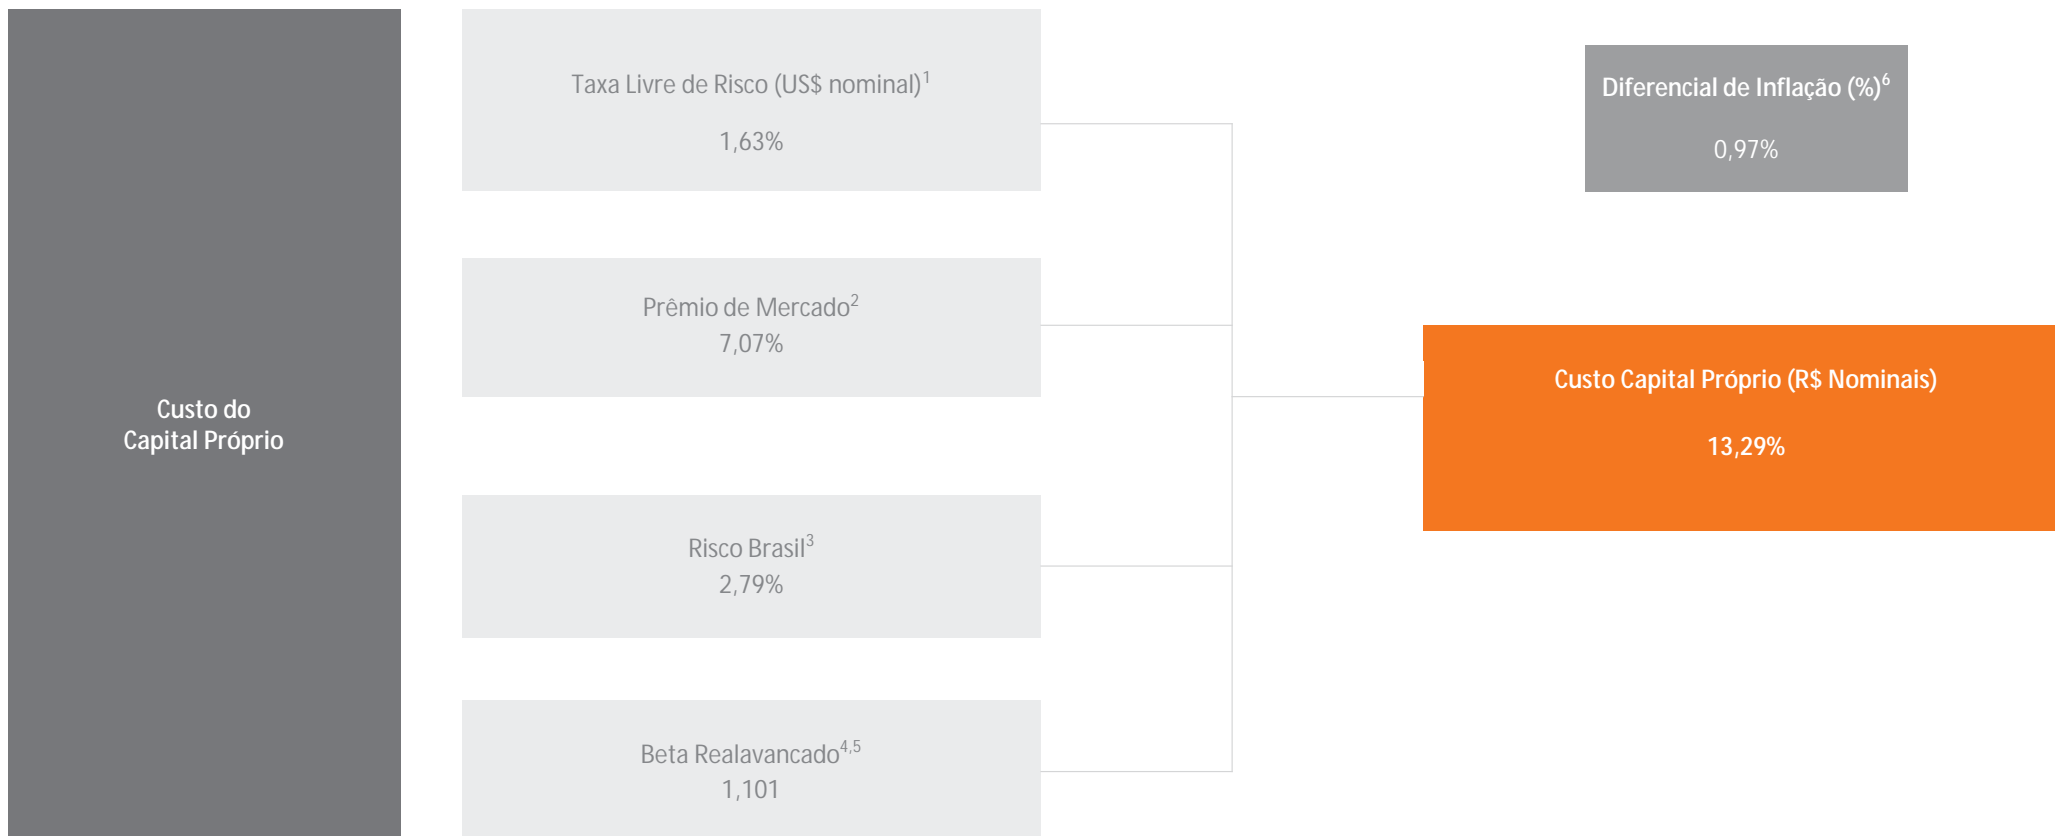 Custo do
Capital Próprio
Taxa Livre de Risco (US$ nominal)1
1,63%
Prêmio de Mercado2
7,07%
Risco Brasil3
2,79%
Beta Realavancado4,5
1,101
Diferencial de Inflação (%)6
0,97%
Custo Capital Próprio (R$ Nominais)
13,29%